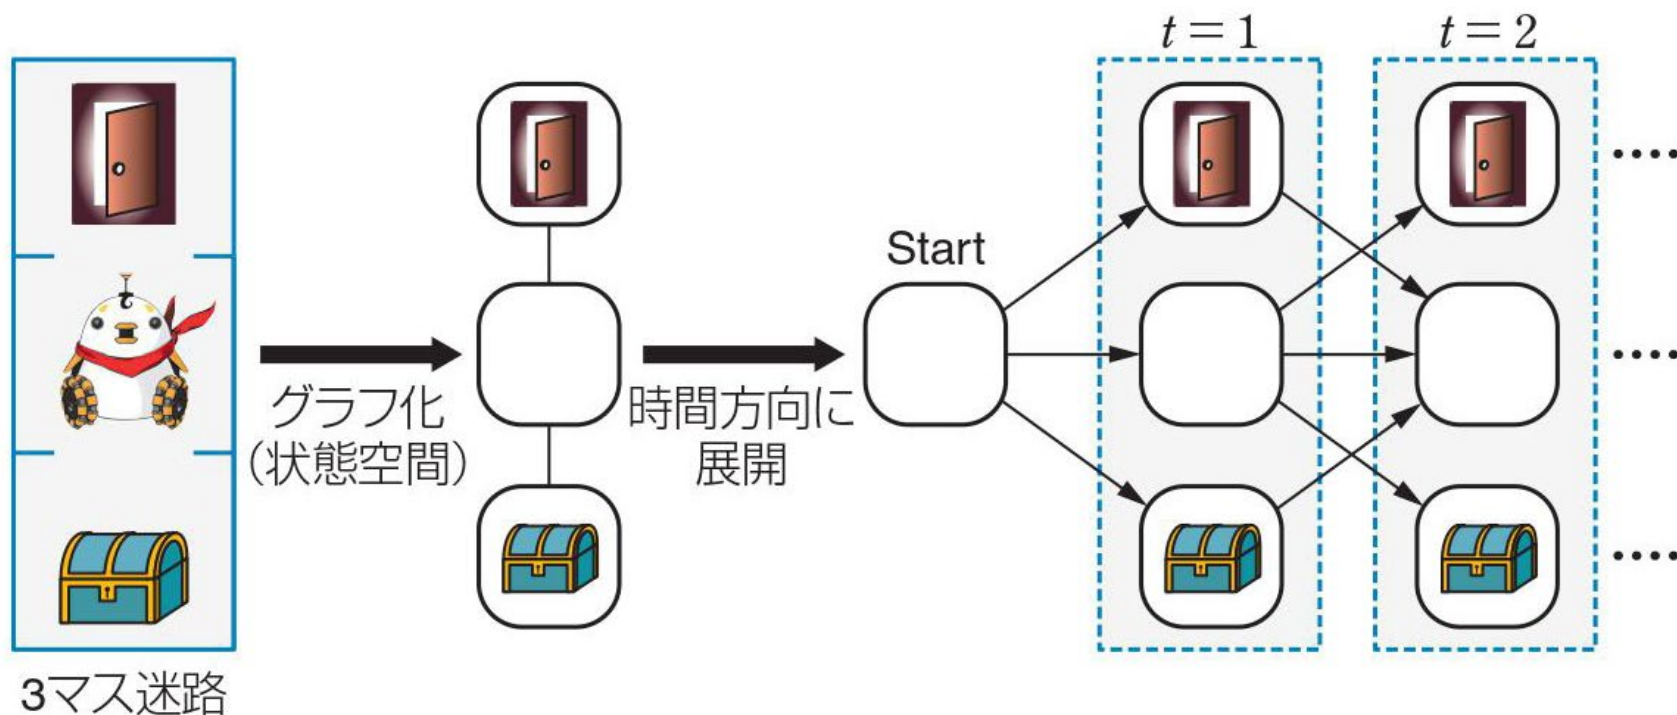 3マス迷路
グラフ化
(状態空間)
時間方向に
展開
Start
t = 1
t = 2
....
....
....